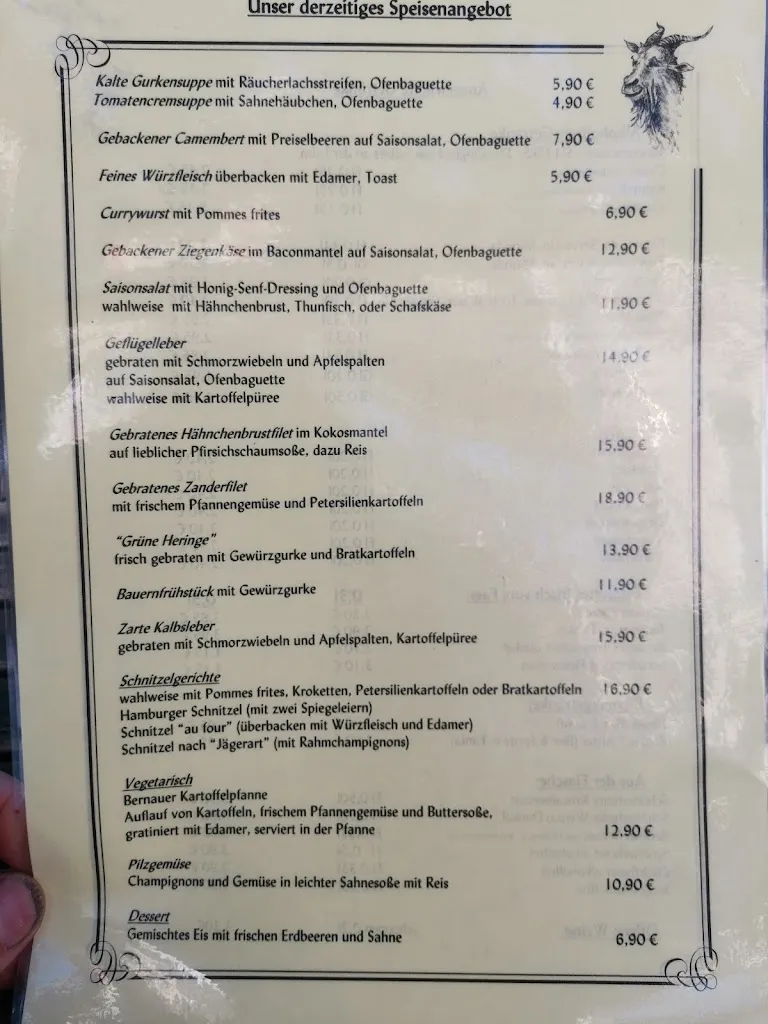 Unser derzeitiges Speisenangebot
Kalte Gurkensuppe mit Räucherlachsstreifen, Ofenbaguette 5,90 €
Tomatencremsuppe mit Sahnehäubchen, Ofenbaguette 4,90 €
Gebackener Camembert mit Preiselbeeren auf Saisonsalat, Ofenbaguette 7,90 €
Feines Würzfleisch überbacken mit Edamer, Toast 5,90 €
Currywurst mit Pommes frites 6,90 €
Gebackener Ziegenkäse im Baconmantel auf Saisonsalat, Ofenbaguette 12,90 €
Saisonsalat mit Honig-Senf-Dressing und Ofenbaguette
wahlweise mit Hähnchenbrust, Thunfisch, oder Schafskäse 11,90 €
Geflügelleber
gebraten mit Schmorzwiebeln und Apfelspalten 14,90 €
auf Saisonsalat, Ofenbaguette
wahlweise mit Kartoffelpüree
Gebratenes Hähnchenbrustfilet im Kokosmantel
auf lieblicher Pfirsichschaumsoße, dazu Reis 15,90 €
Gebratenes Zanderfilet
mit frischem Pfannengemüse und Petersilienkartoffeln 18,90 €
"Grüne Heringe"
frisch gebraten mit Gewürzgurke und Bratkartoffeln 13,90 €
Bauernfrühstück mit Gewürzgurke 11,90 €
Zarte Kalbsleber
gebraten mit Schmorzwiebeln und Apfelspalten, Kartoffelpüree 15,90 €
Schnitzelgerichte
wahlweise mit Pommes frites, Kroketten, Petersilienkartoffeln oder Bratkartoffeln 16,90 €
Hamburger Schnitzel (mit zwei Spiegeleiern)
Schnitzel "au four" (überbacken mit Würzfleisch und Edamer)
Schnitzel nach "Jägerart" (mit Rahmchampignons)
Vegetarisch
Bernauer Kartoffelpfanne
Auflauf von Kartoffeln, frischem Pfannengemüse und Buttersoße,
gratiniert mit Edamer, serviert in der Pfanne 12,90 €
Pilzgemüse
Champignons und Gemüse in leichter Sahnesoße mit Reis 10,90 €
Dessert
Gemischtes Eis mit frischen Erdbeeren und Sahne 6,90 €